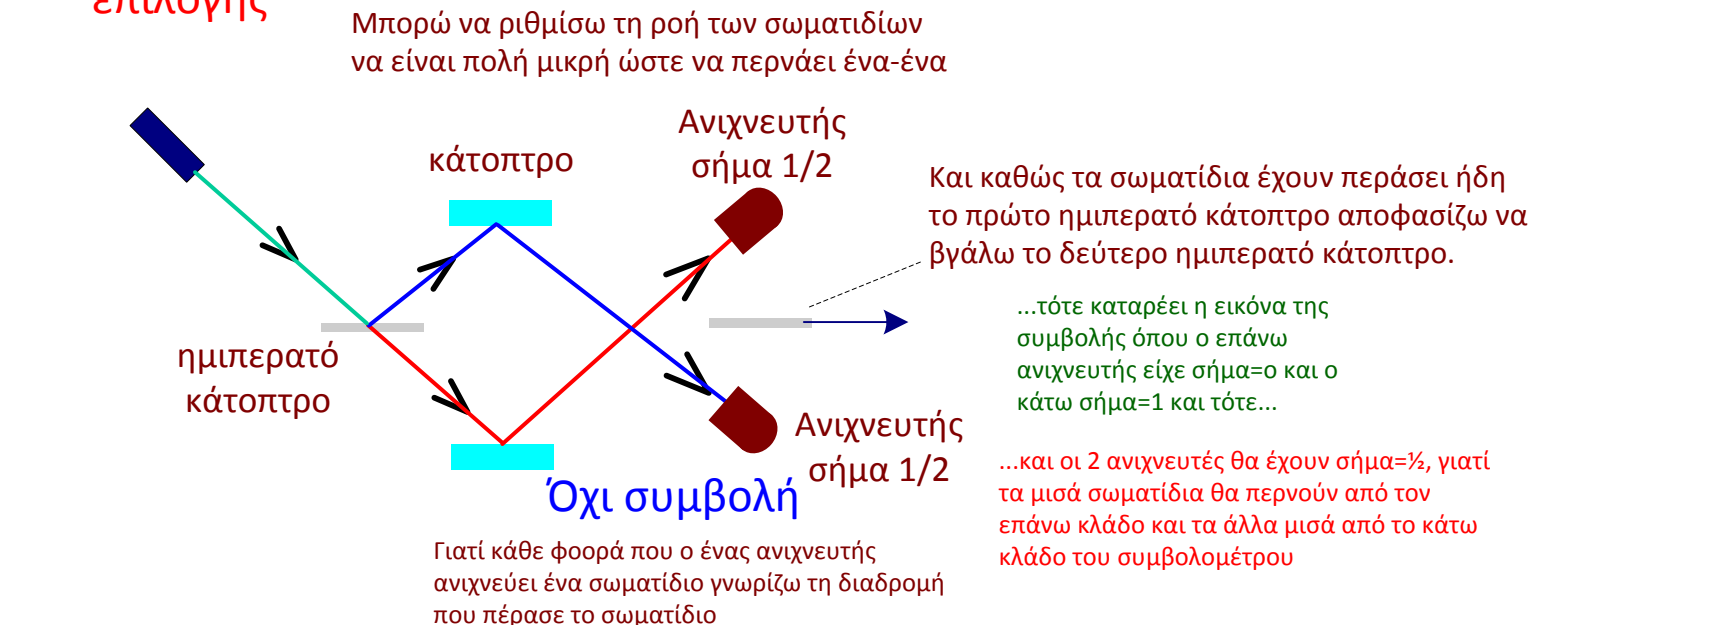 επιλογής
Μπορώ να ριθμίσω τη ροή των σωματιδίων
να είναι πολή μικρή ώστε να περνάει ένα-ένα
Ανιχνευτής
σήμα 1/2
κάτοπτρο
Και καθώς τα σωματίδια έχουν περάσει ήδη
το πρώτο ημιπερατό κάτοπτρο αποφασίζω να
βγάλω το δεύτερο ημιπερατό κάτοπτρο.
...τότε καταρέει η εικόνα της
συμβολής όπου ο επάνω
ανιχνευτής είχε σήμα=ο και ο
κάτω σήμα=1 και τότε...
ημιπερατό
κάτοπτρο
Ανιχνευτής
σήμα 1/2
...και οι 2 ανιχνευτές θα έχουν σήμα=½, γιατί
τα μισά σωματίδια θα περνούν από τον
επάνω κλάδο και τα άλλα μισά από το κάτω
κλάδο του συμβολομέτρου
Όχι συμβολή
Γιατί κάθε φοορά που ο ένας ανιχνευτής
ανιχνεύει ένα σωματίδιο γνωρίζω τη διαδρομή
που πέρασε το σωματίδιο